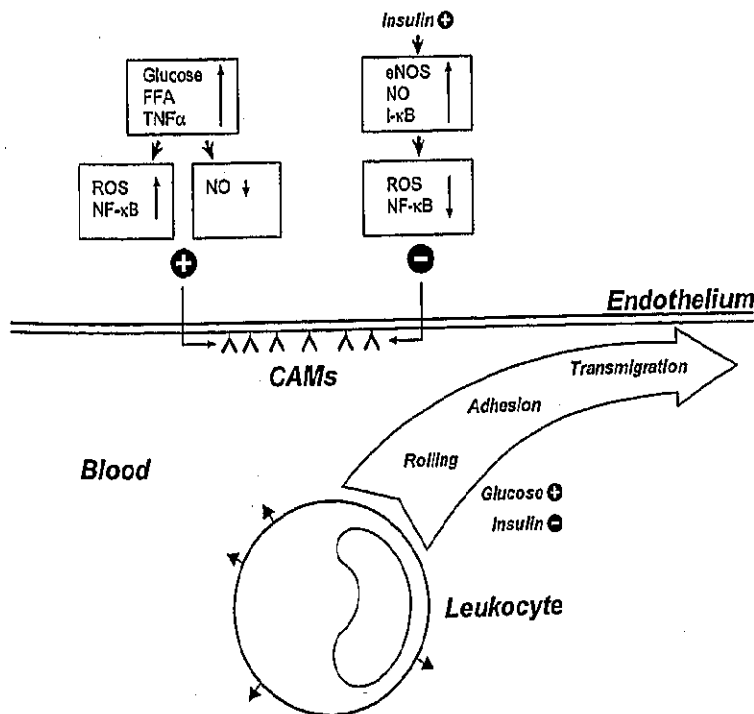 Insulin +
Glucose
FFA
TNFα
eNOS
NO
I-κB
ROS
NF-κB
NO
ROS
NF-κB
+
-
Endothelium
CAMs
Transmigration
Adhesion
Rolling
Blood
Glucose +
Insulin -
Leukocyte